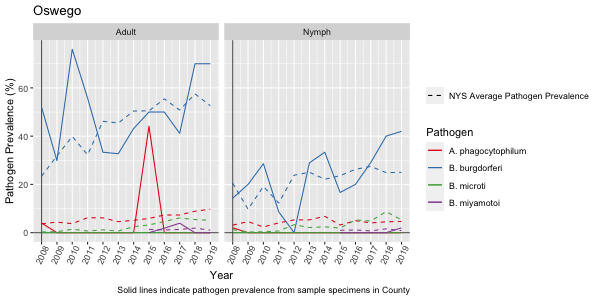 Oswego
Adult
Nymph
Pathogen Prevalence (%)
60
40
20
0
2008 2009 2010 2011 2012 2013 2014 2015 2016 2017 2018 2019
2008 2009 2010 2011 2012 2013 2014 2015 2016 2017 2018 2019
Year
Solid lines indicate pathogen prevalence from sample specimens in County
NYS Average Pathogen Prevalence
Pathogen
A. phagocytophilum
B. burgdorferi
B. microti
B. miyamotoi